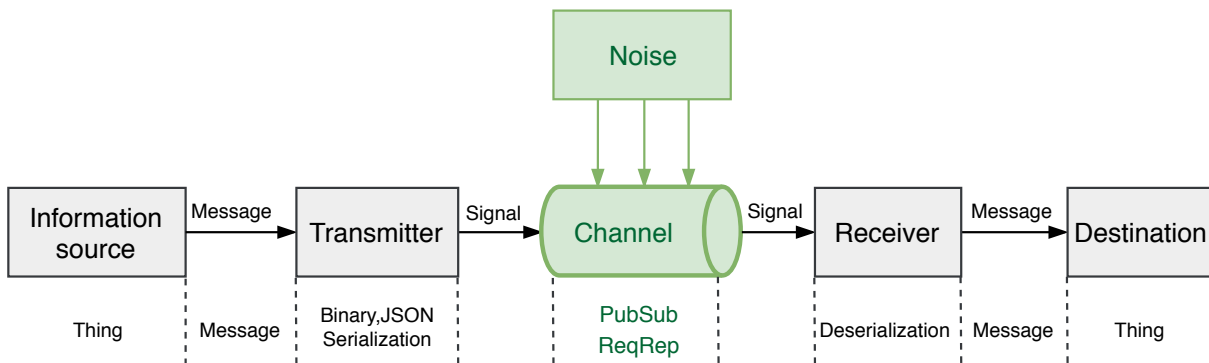 Noise
Information
source
Message
Transmitter
Signal
Channel
Signal
Receiver
Message
Destination
Thing
Message
Binary,JSON
Serialization
PubSub
ReqRep
Deserialization
Message
Thing